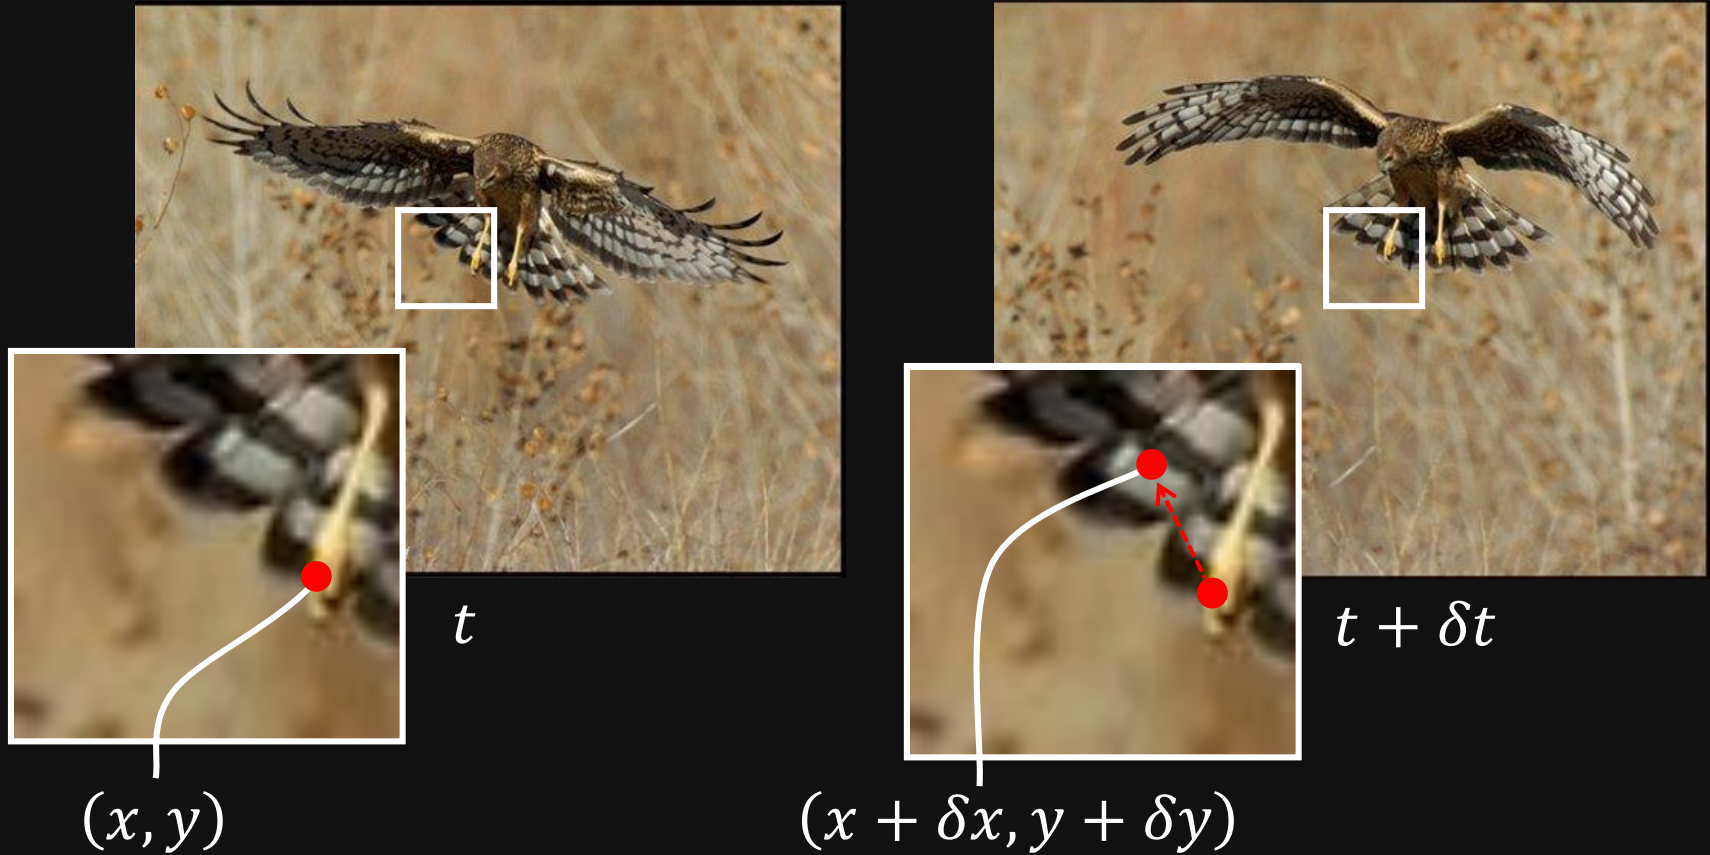 t
t + δt
(x, y)
(x + δx, y + δy)